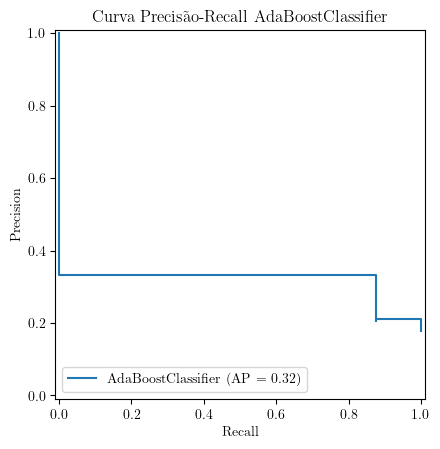 Curva Precisão-Recall AdaBoostClassifier
1.0
0.8
0.6
0.4
0.2
0.0
Precision
AdaBoostClassifier (AP = 0.32)
0.0 0.2 0.4 0.6 0.8 1.0
Recall